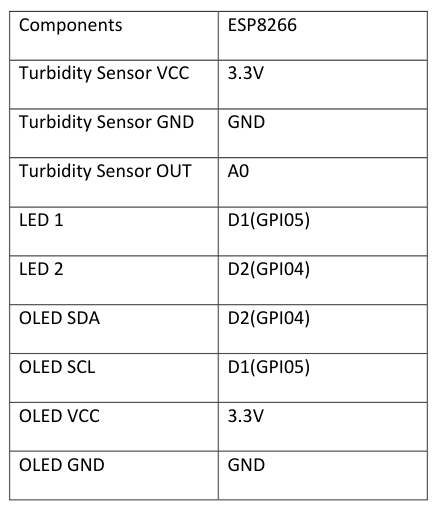 Components ESP8266
Turbidity Sensor VCC 3.3V
Turbidity Sensor GND GND
Turbidity Sensor OUT A0
LED 1 D1(GPI05)
LED 2 D2(GPI04)
OLED SDA D2(GPI04)
OLED SCL D1(GPI05)
OLED VCC 3.3V
OLED GND GND